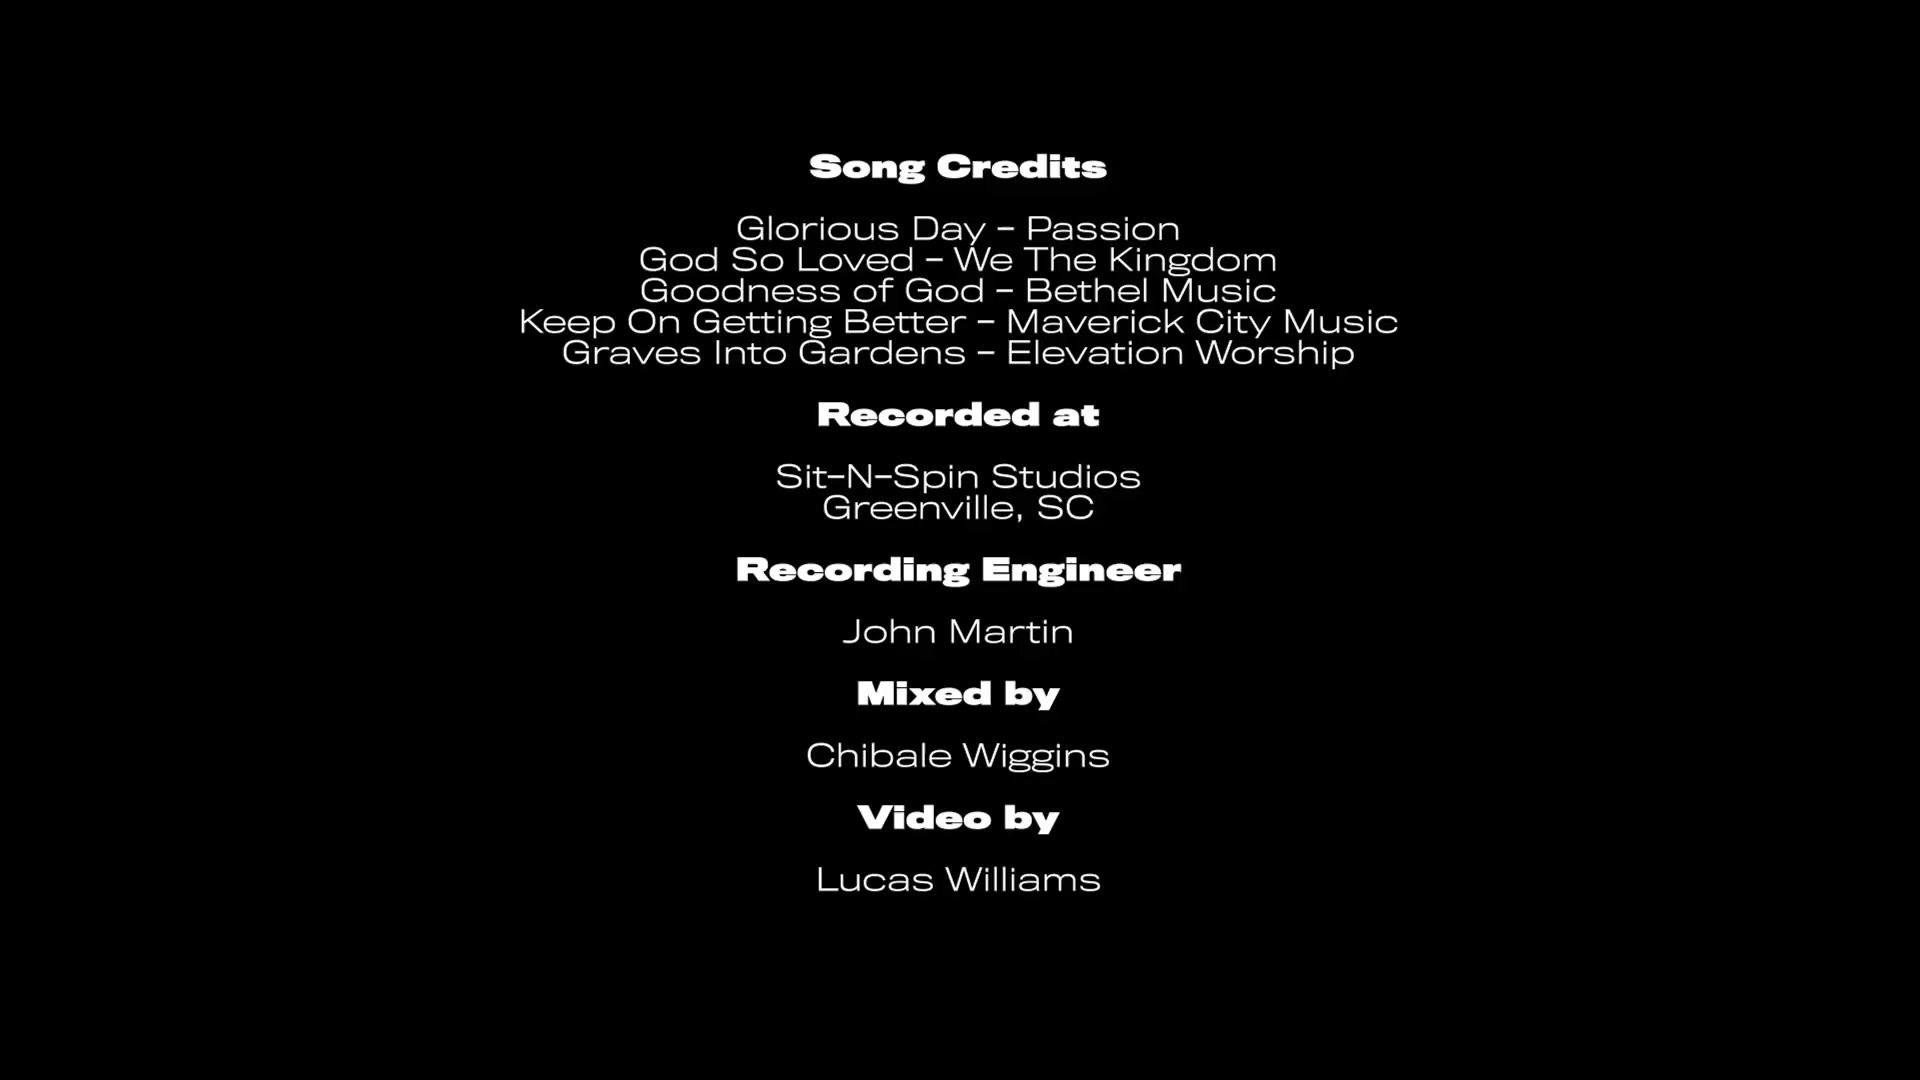 Song Credits
Glorious Day - Passion
God So Loved - We The Kingdom
Goodness of God - Bethel Music
Keep On Getting Better - Maverick City Music
Graves Into Gardens - Elevation Worship
Recorded at
Sit-N-Spin Studios
Greenville, SC
Recording Engineer
John Martin
Mixed by
Chibale Wiggins
Video by
Lucas Williams